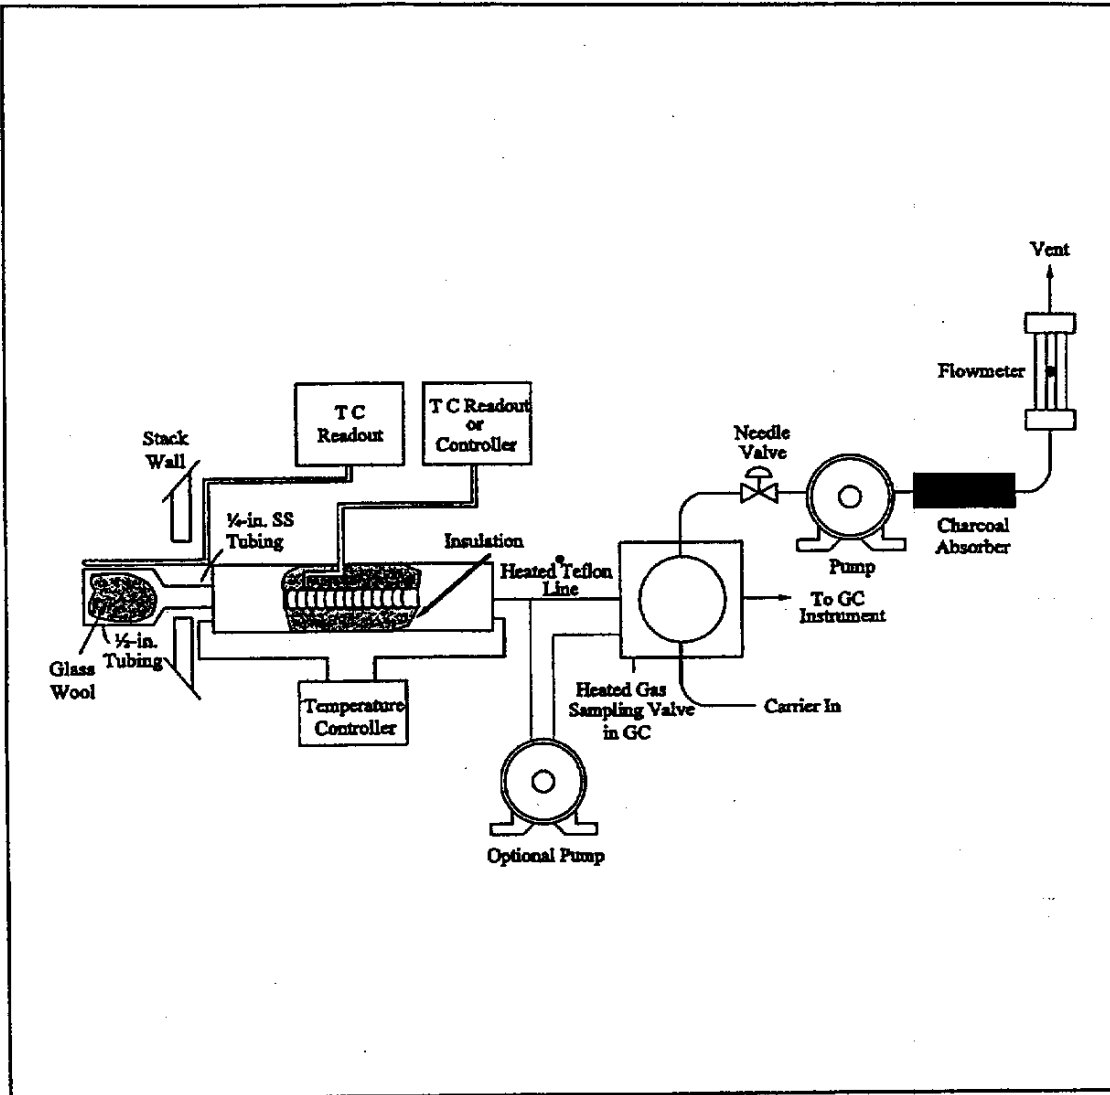 Vent
Flowmeter
T C
Readout
T C Readout
or
Controller
Needle
Valve
Stack
Wall
¼-in. SS
Tubing
Insulation
Charcoal
Absorber
Heated Teflon
Line
Pump
To GC
Instrument
½-in.
Tubing
Glass
Wool
Heated Gas
Sampling Valve
in GC
Carrier In
Temperature
Controller
Optional Pump